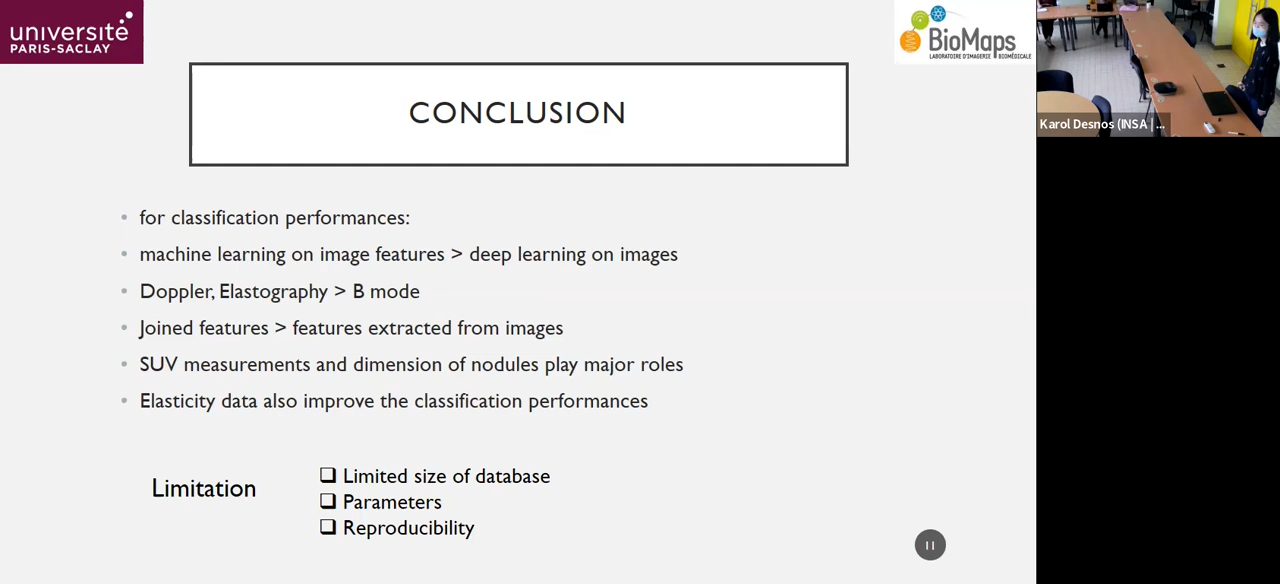 université
PARIS-SACLAY
BioMaps
LABORATOIRE D'IMAGERIE BIOMÉDICALE
Karol Desnos (INSA | ...
CONCLUSION
for classification performances:
machine learning on image features > deep learning on images
Doppler, Elastography > B mode
Joined features > features extracted from images
SUV measurements and dimension of nodules play major roles
Elasticity data also improve the classification performances
Limitation
Limited size of database
Parameters
Reproducibility
11